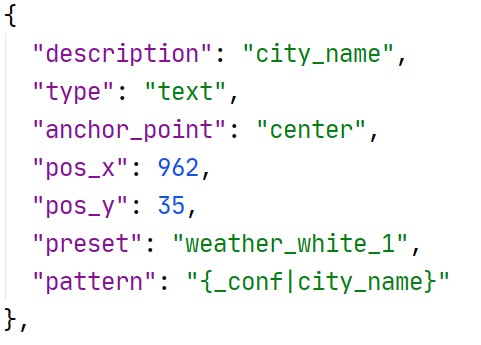 {
"description": "city_name",
"type": "text",
"anchor_point": "center",
"pos_x": 962,
"pos_y": 35,
"preset": "weather_white_1",
"pattern": "{_conf|city_name}"
},